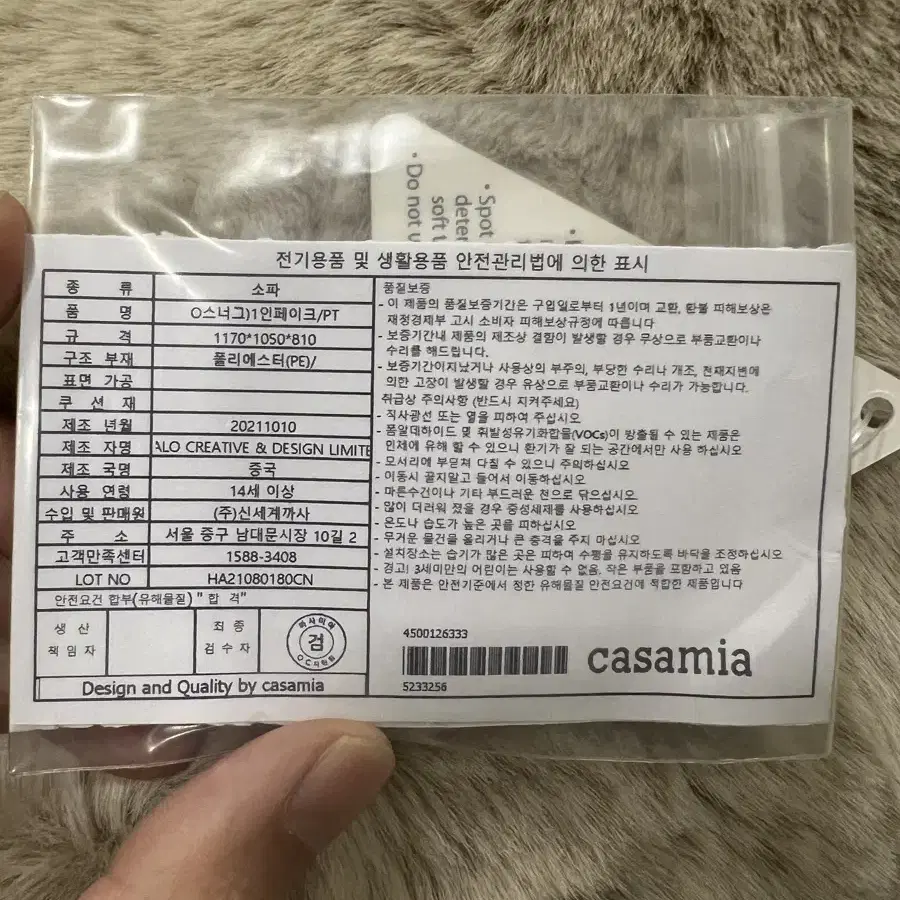 • Spot
deter
soft
• Do not u
전기용품 및 생활용품 안전관리법에 의한 표시
종 류 소파
품 명 O스너그)1인페이크/PT
규 격 1170*1050*810
구조 부재 폴리에스터(PE)/
표면 가공
쿠 션 재
제조 년월 20211010
제조 자명 ALO CREATIVE & DESIGN LIMITE
제조 국명 중국
사용 연령 14세 이상
수입 및 판매원 (주)신세계까사
주 소 서울 중구 남대문시장 10길 2
고객만족센터 1588-3408
LOT NO HA21080180CN
안전요건 합부(유해물질) " 합 격"
생 산
책임자
최 종
검 수 자
검
Design and Quality by casamia
품질보증
- 이 제품의 품질보증기간은 구입일로부터 1년이며 교환, 환불 피해보상은
재정경제부 고시 소비자 피해보상규정에 따릅니다
- 보증기간내 제품의 제조상 결함이 발생할 경우 무상으로 부품교환이나
수리를 해드립니다.
- 보증기간이지났거나 사용상의 부주의, 부당한 수리나 개조, 천재지변에
의한 고장이 발생할 경우 유상으로 부품교환이나 수리가 가능합니다.
취급상 주의사항 (반드시 지켜주세요)
- 직사광선 또는 열을 피하여 주십시오
- 폼알데하이드 및 휘발성유기화합물(VOCs)이 방출될 수 있는 제품은
인체에 유해 할 수 있으니 환기가 잘 되는 공간에서만 사용 하십시오
- 모서리에 부딪쳐 다칠 수 있으니 주의하십시오
- 이동시 끌지말고 들어서 이동하십시오
- 마른수건이나 기타 부드러운 천으로 닦으십시오
- 많이 더러워 졌을 경우 중성세제를 사용하십시오
- 온도나 습도가 높은 곳을 피하십시오
- 무거운 물건을 올리거나 큰 충격을 주지 마십시오
- 설치장소는 습기가 많은 곳은 피하여 수평을 유지하도록 바닥을 조정하십시오
- 경고! 3세미만의 어린이는 사용할 수 없음, 작은 부품을 포함하고 있음
- 본 제품은 안전기준에서 정한 유해물질 안전요건에 적합한 제품입니다
4500126333
5233256
casamia